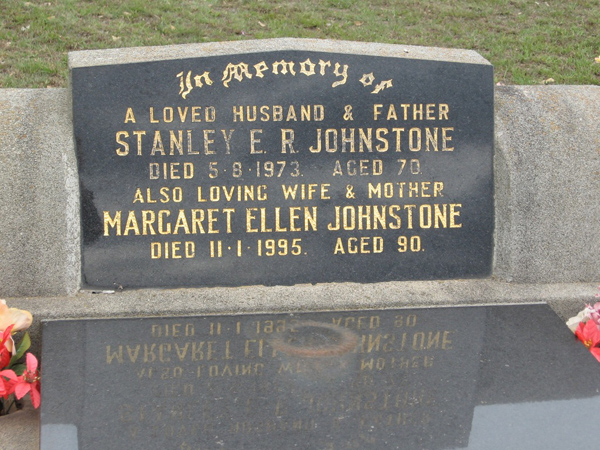 In Memory of
A LOVED HUSBAND & FATHER
STANLEY E. R. JOHNSTONE
DIED 5·8·1973. AGED 70
ALSO LOVING WIFE & MOTHER
MARGARET ELLEN JOHNSTONE
DIED 11·1·1995. AGED 90.